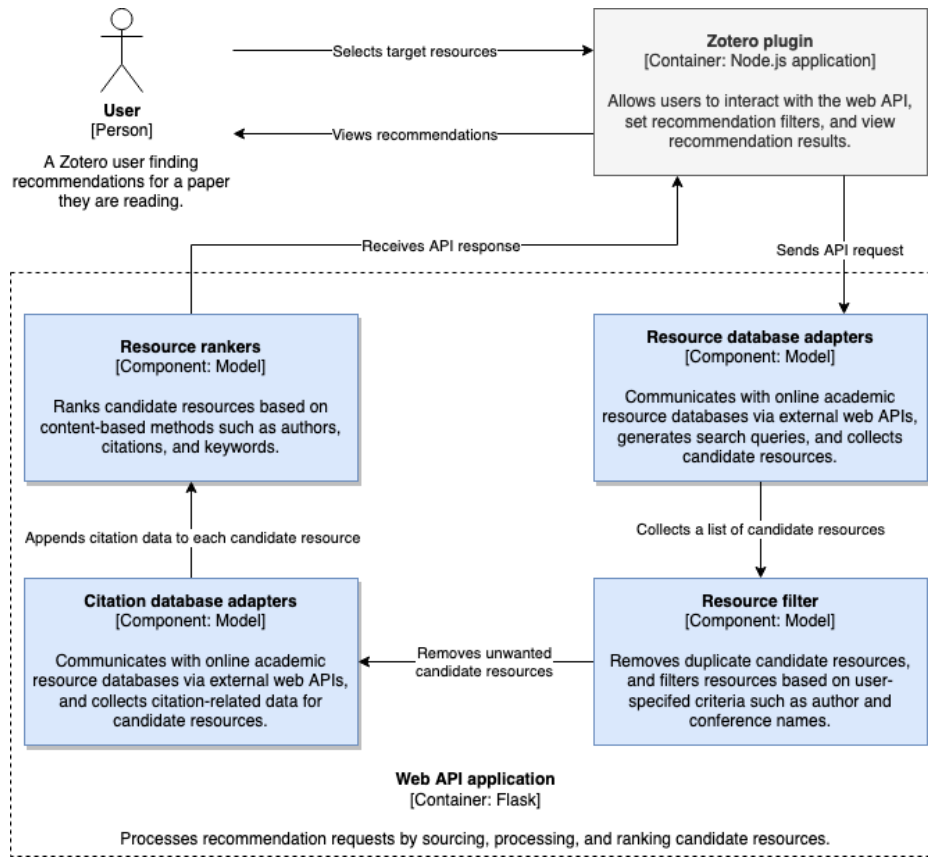 Selects target resources
Zotero plugin
[Container: Node.js application]
Allows users to interact with the web API,
set recommendation filters, and view
recommendation results.
User
[Person]
Views recommendations
A Zotero user finding
recommendations for a paper
they are reading.
Receives API response
Sends API request
Resource rankers
[Component: Model]
Ranks candidate resources based on
content-based methods such as authors,
citations, and keywords.
Resource database adapters
[Component: Model]
Communicates with online academic
resource databases via external web APIs,
generates search queries, and collects
candidate resources.
Appends citation data to each candidate resource
Collects a list of candidate resources
Citation database adapters
[Component: Model]
Communicates with online academic
resource databases via external web APIs,
and collects citation-related data for
candidate resources.
Removes unwanted
candidate resources
Resource filter
[Component: Model]
Removes duplicate candidate resources,
and filters resources based on user-
specifed criteria such as author and
conference names.
Web API application
[Container: Flask]
Processes recommendation requests by sourcing, processing, and ranking candidate resources.